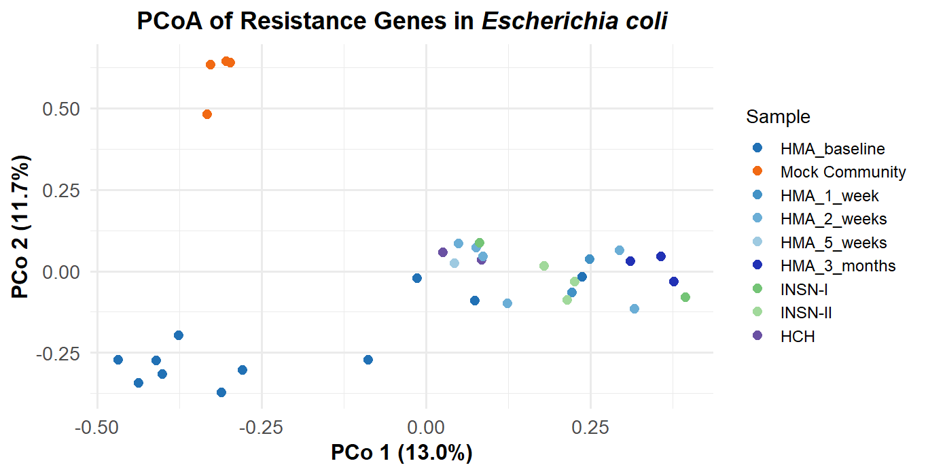 PCoA of Resistance Genes in Escherichia coli
PCo 2 (11.7%)
0.50
0.25
0.00
-0.25
-0.50
-0.25
0.00
0.25
PCo 1 (13.0%)
Sample
HMA_baseline
Mock Community
HMA_1_week
HMA_2_weeks
HMA_5_weeks
HMA_3_months
INSN-I
INSN-II
HCH